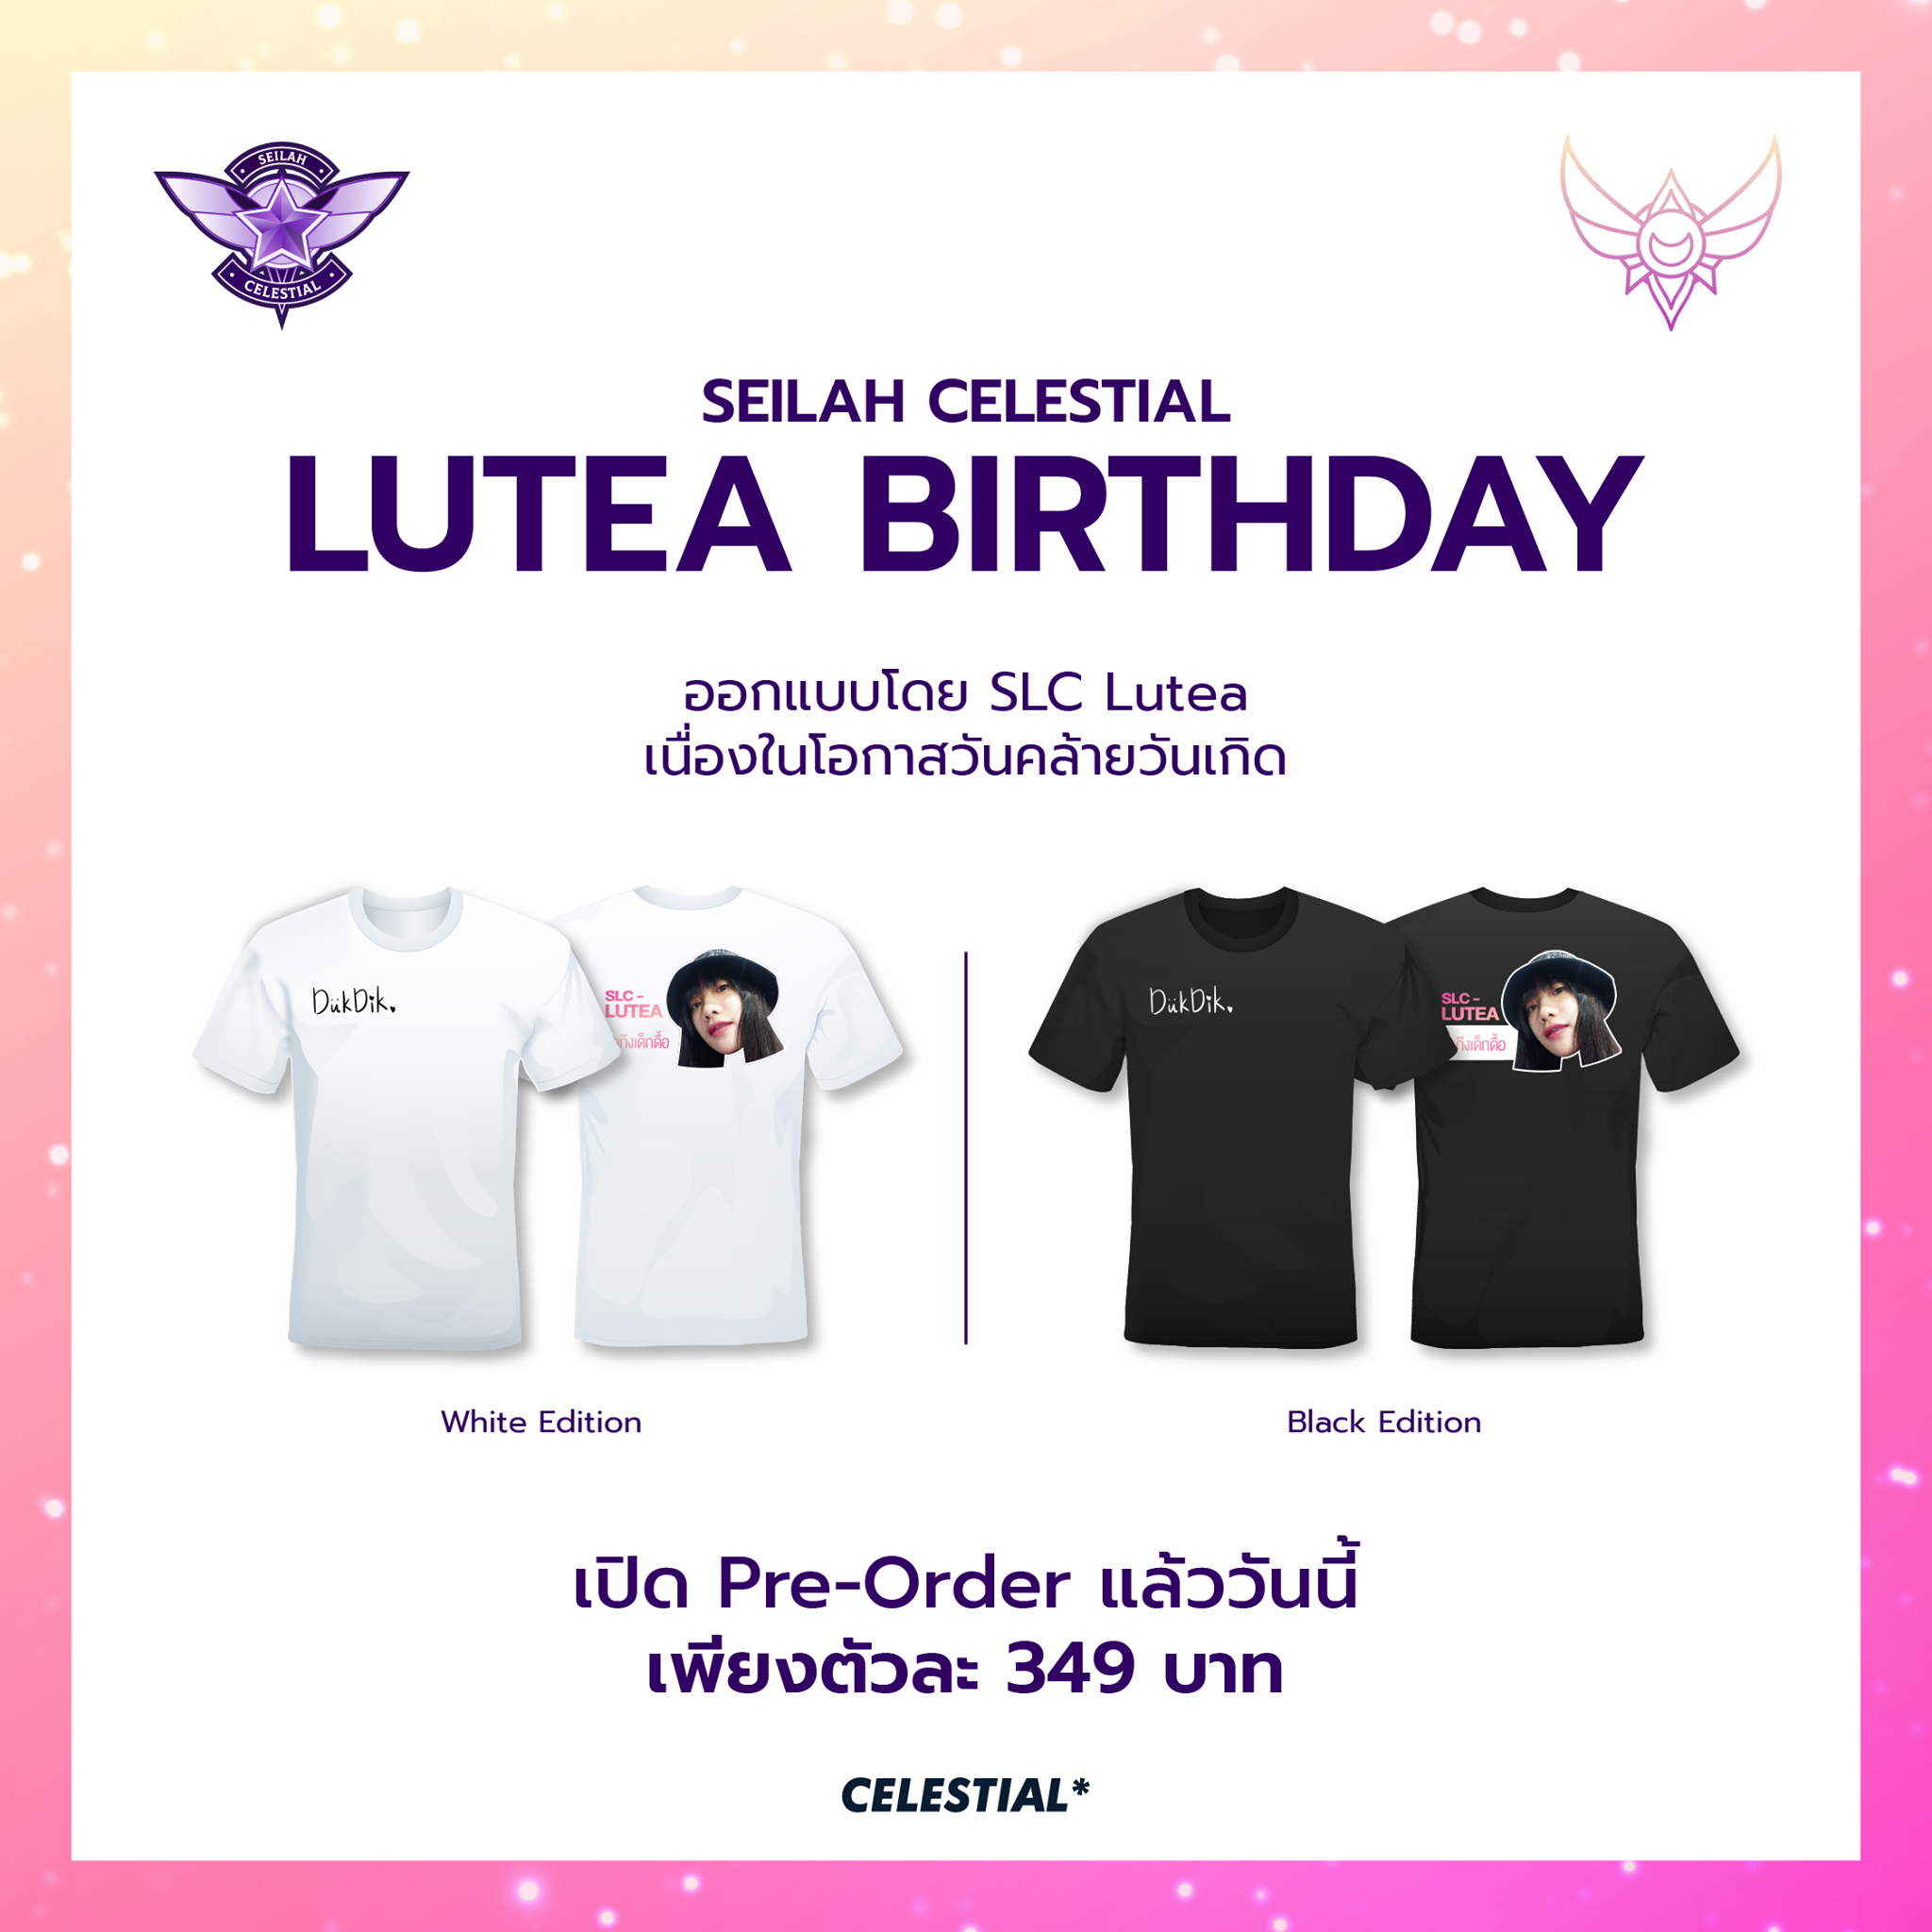 SEILAH
CELESTIAL
SEILAH CELESTIAL
LUTEA BIRTHDAY
ออกแบบโดย SLC Lutea
เนื่องในโอกาสวันคล้ายวันเกิด
DükDik
SLC -
LUTEA
DükDik
SLC -
LUTEA
White Edition
Black Edition
เปิด Pre-Order แล้ววันนี้
เพียงตัวละ 349 บาท
CELESTIAL*